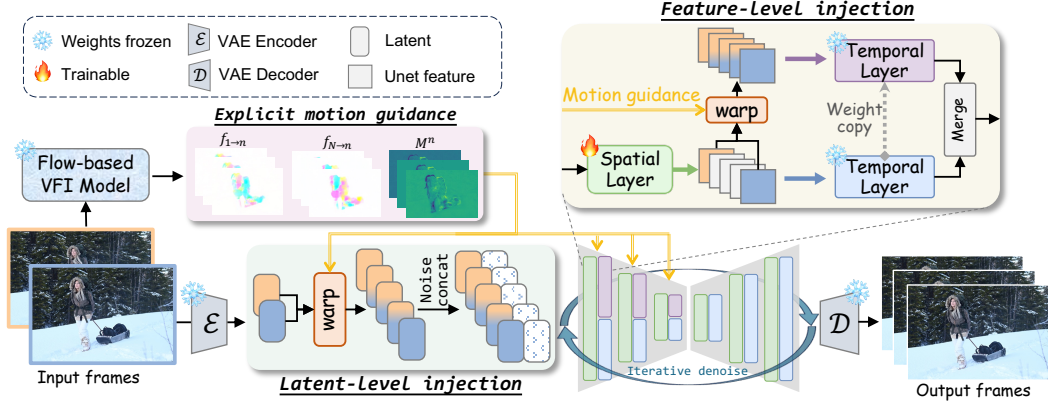 Feature-level injection
Weights frozen
ℰ VAE Encoder
Latent
Trainable
𝒟 VAE Decoder
Unet feature
Explicit motion guidance
f1→n
fN→n
Mⁿ
Flow-based
VFI Model
Motion guidance
warp
Temporal
Layer
Weight
copy
Merge
Spatial
Layer
Temporal
Layer
Input frames
ℰ
warp
Noise
concat
Latent-level injection
Iterative denoise
𝒟
Output frames